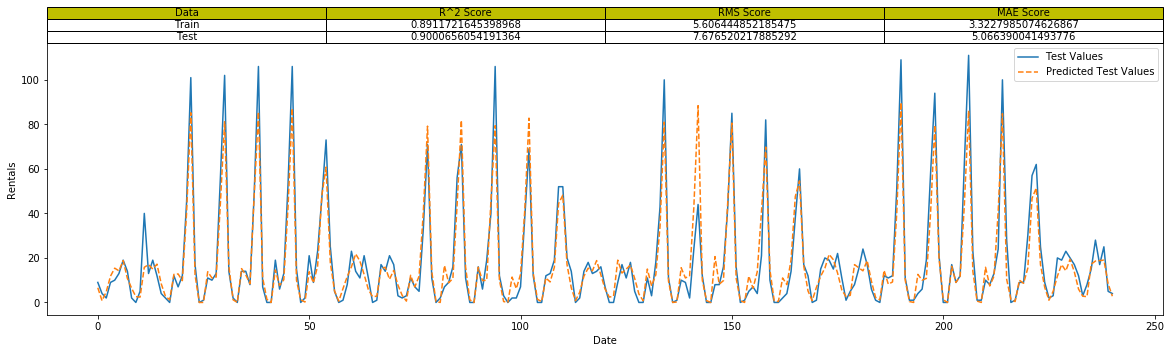 Data R^2 Score RMS Score MAE Score
Train 0.8911721645398968 5.606444852185475 3.3227985074626867
Test 0.9000656054191364 7.676520217885292 5.066390041493776
Test Values
Predicted Test Values
100
80
60
40
20
0
Rentals
0 50 100 150 200 250
Date